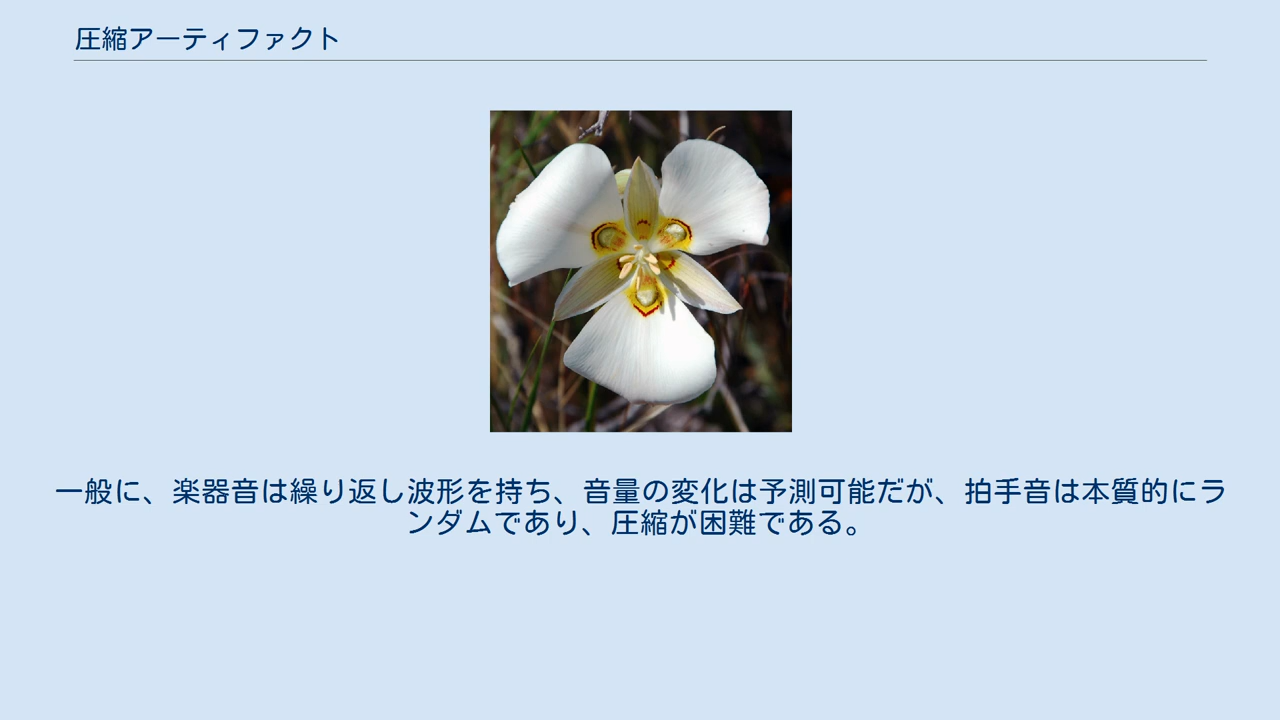 圧縮アーティファクト
一般に、楽器音は繰り返し波形を持ち、音量の変化は予測可能だが、拍手音は本質的にラ
ンダムであり、圧縮が困難である。